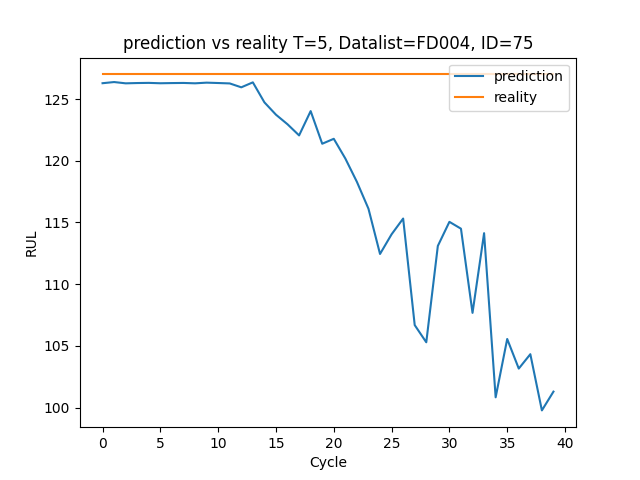 prediction vs reality T=5, Datalist=FD004, ID=75
prediction
reality
RUL
125
120
115
110
105
100
0 5 10 15 20 25 30 35 40
Cycle